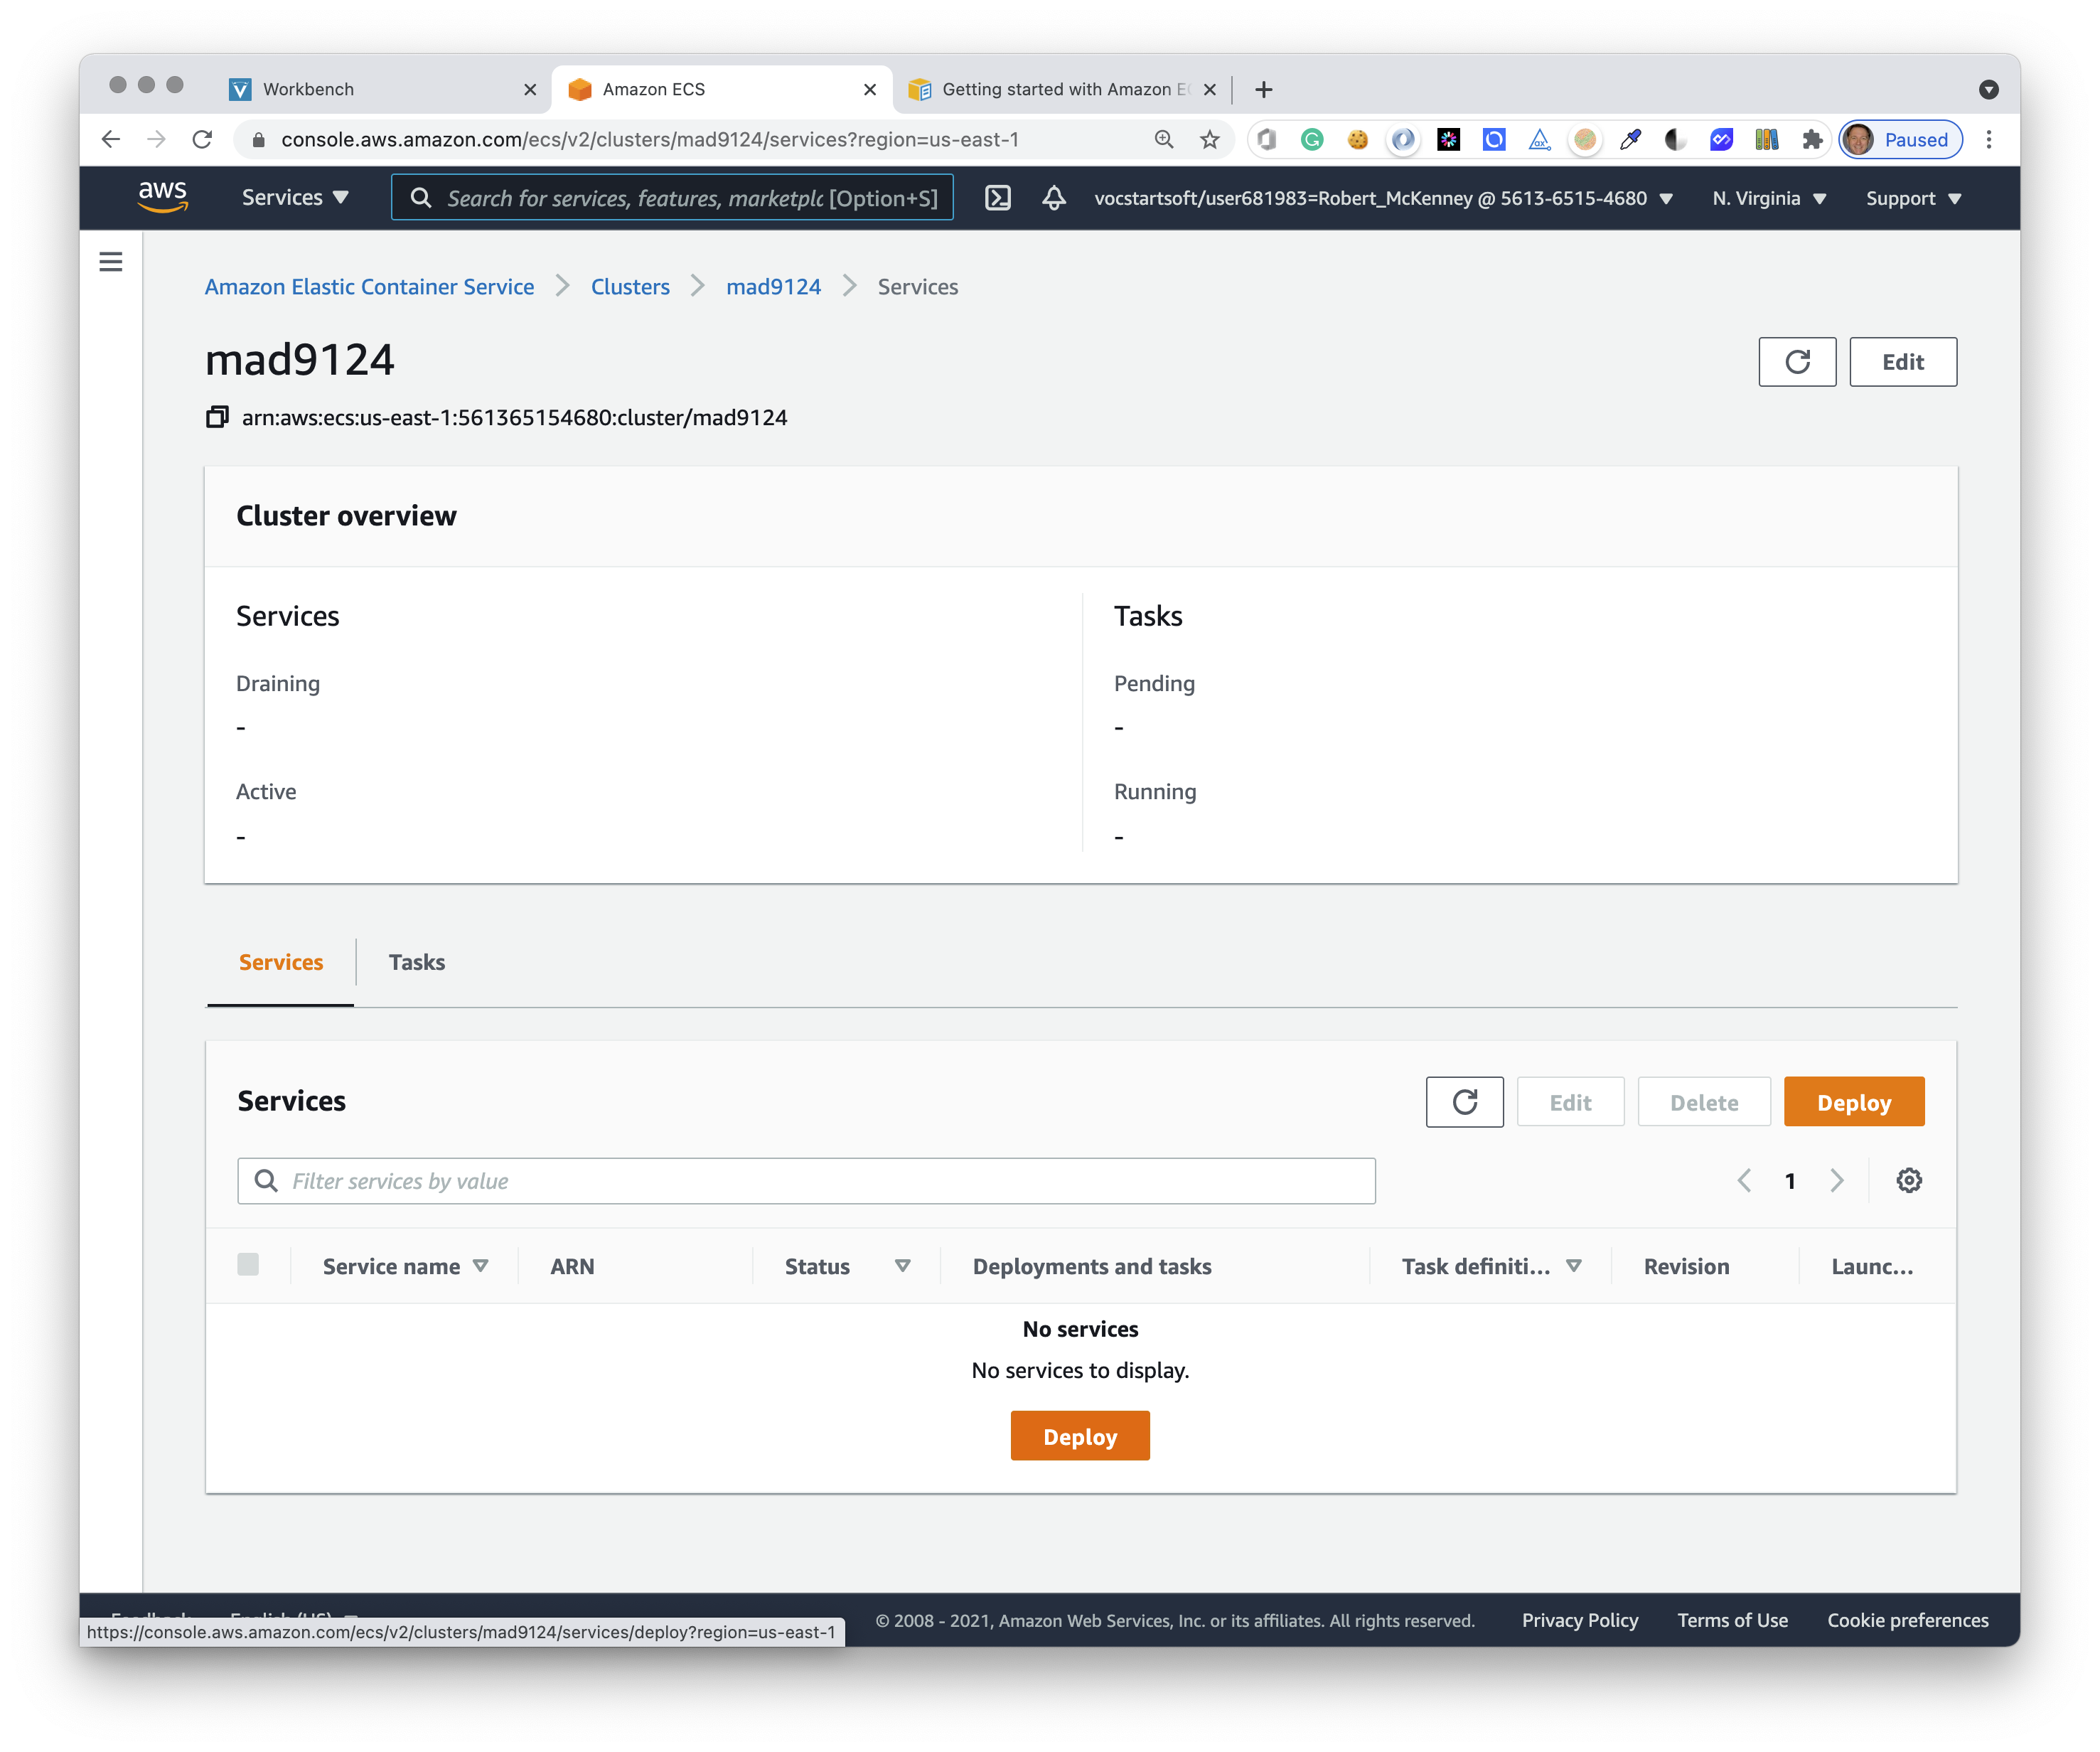 Workbench
Amazon ECS
Getting started with Amazon EC
console.aws.amazon.com/ecs/v2/clusters/mad9124/services?region=us-east-1
Paused
aws
Services
Search for services, features, marketplc [Option+S]
vocstartsoft/user681983=Robert_McKenney @ 5613-6515-4680
N. Virginia
Support
Amazon Elastic Container Service > Clusters > mad9124 > Services
mad9124
Edit
arn:aws:ecs:us-east-1:561365154680:cluster/mad9124
Cluster overview
Services
Draining
-
Active
-
Tasks
Pending
-
Running
-
Services
Tasks
Services
Edit
Delete
Deploy
Filter services by value
1
Service name
ARN
Status
Deployments and tasks
Task definiti...
Revision
Launc...
No services
No services to display.
Deploy
Feedback English (US)
© 2008 - 2021, Amazon Web Services, Inc. or its affiliates. All rights reserved.
Privacy Policy
Terms of Use
Cookie preferences
https://console.aws.amazon.com/ecs/v2/clusters/mad9124/services/deploy?region=us-east-1